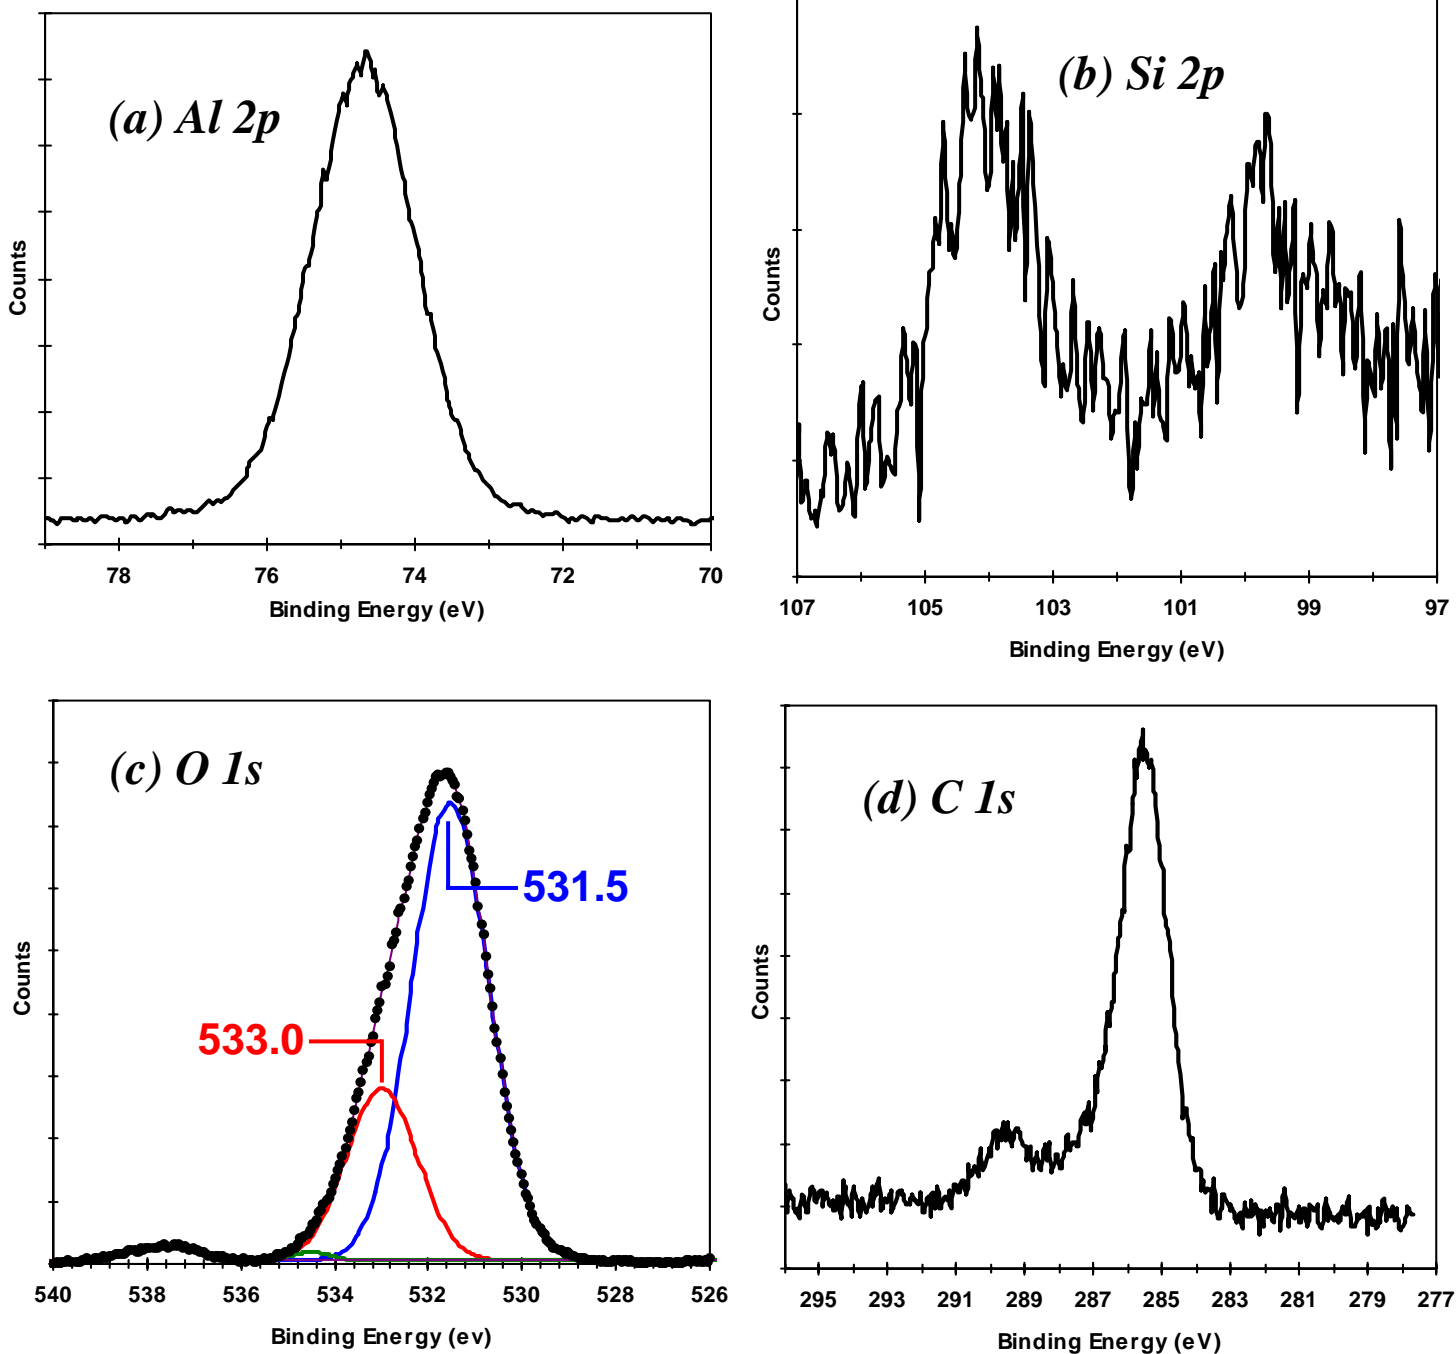 (a) Al 2p
Counts
78 76 74 72 70
Binding Energy (eV)
(b) Si 2p
Counts
107 105 103 101 99 97
Binding Energy (eV)
(c) O 1s
531.5
533.0
Counts
540 538 536 534 532 530 528 526
Binding Energy (ev)
(d) C 1s
Counts
295 293 291 289 287 285 283 281 279 277
Binding Energy (eV)